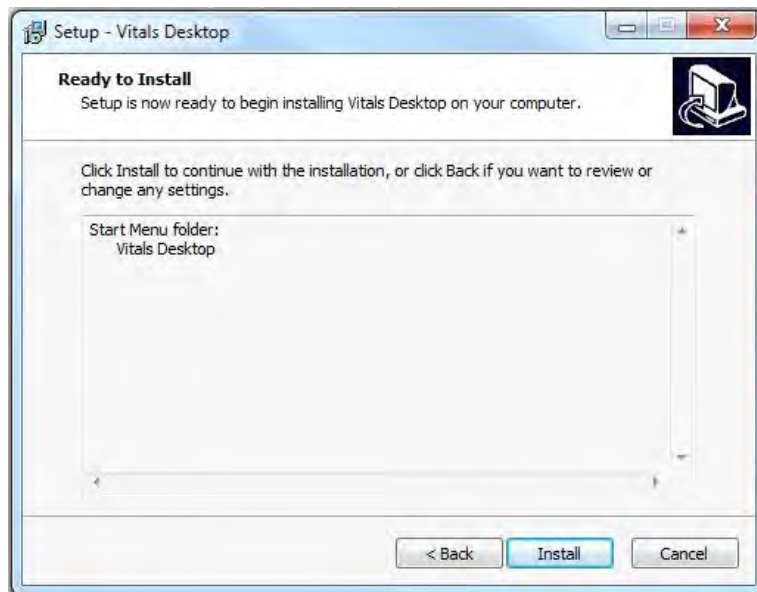 Setup - Vitals Desktop
Ready to Install
Setup is now ready to begin installing Vitals Desktop on your computer.
Click Install to continue with the installation, or click Back if you want to review or
change any settings.
Start Menu folder:
Vitals Desktop
< Back
Install
Cancel